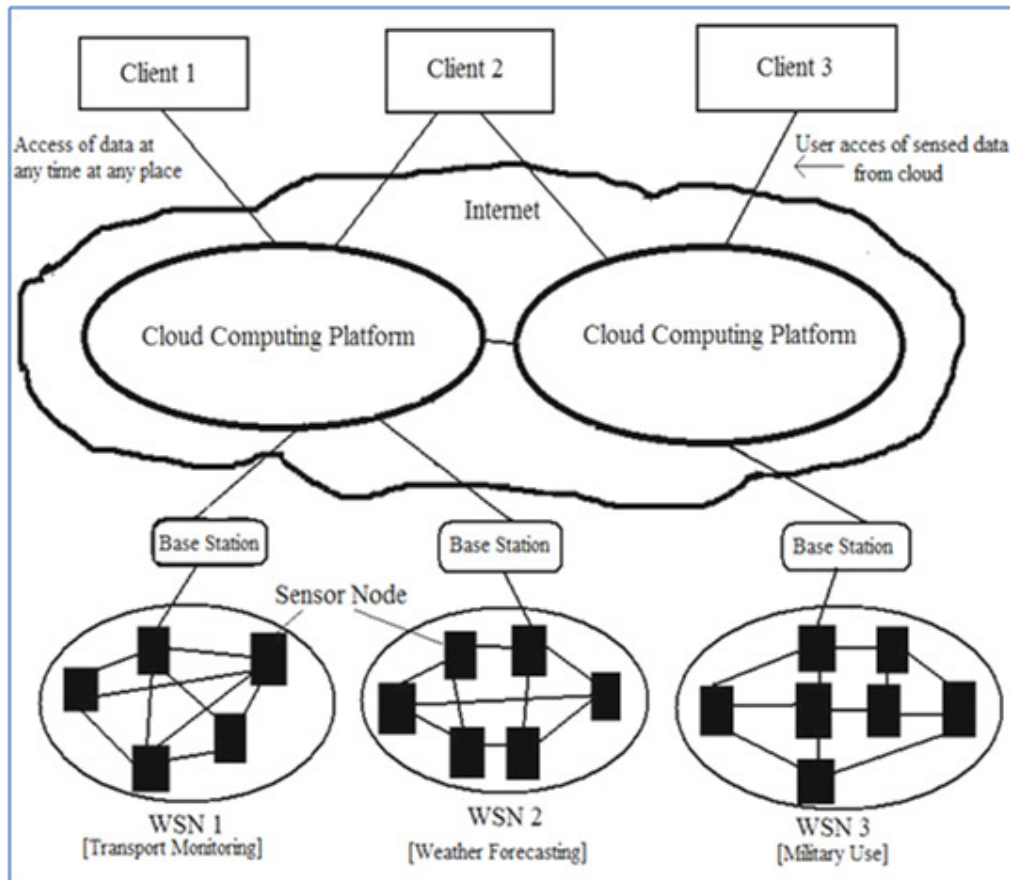 Client 1
Client 2
Client 3
Access of data at
any time at any place
User acces of sensed data
from cloud
Internet
Cloud Computing Platform
Cloud Computing Platform
Base Station
Base Station
Base Station
Sensor Node
WSN 1
[Transport Monitoring]
WSN 2
[Weather Forecasting]
WSN 3
[Military Use]